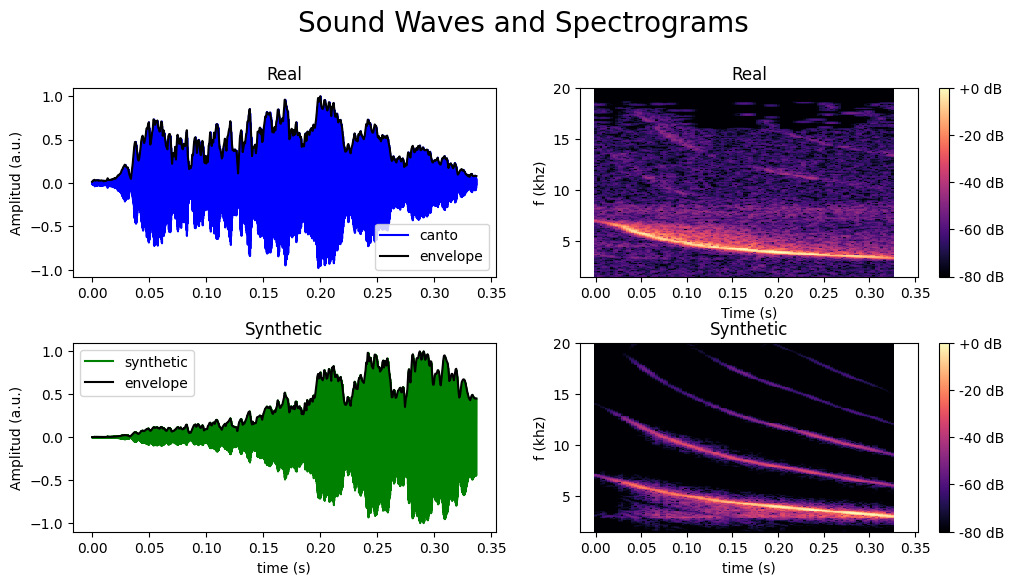 Sound Waves and Spectrograms
Real
Amplitud (a.u.)
1.0
0.5
0.0
−0.5
−1.0
canto
envelope
0.00 0.05 0.10 0.15 0.20 0.25 0.30 0.35
Real
f (khz)
20
15
10
5
0.00 0.05 0.10 0.15 0.20 0.25 0.30 0.35
Time (s)
+0 dB
-20 dB
-40 dB
-60 dB
-80 dB
Synthetic
Amplitud (a.u.)
1.0
0.5
0.0
−0.5
−1.0
synthetic
envelope
0.00 0.05 0.10 0.15 0.20 0.25 0.30 0.35
time (s)
Synthetic
f (khz)
20
15
10
5
0.00 0.05 0.10 0.15 0.20 0.25 0.30 0.35
time (s)
+0 dB
-20 dB
-40 dB
-60 dB
-80 dB